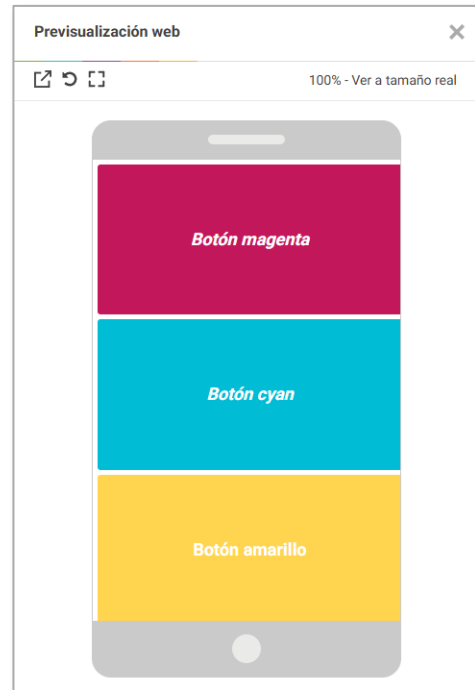 Previsualización web
100% - Ver a tamaño real
Botón magenta
Botón cyan
Botón amarillo